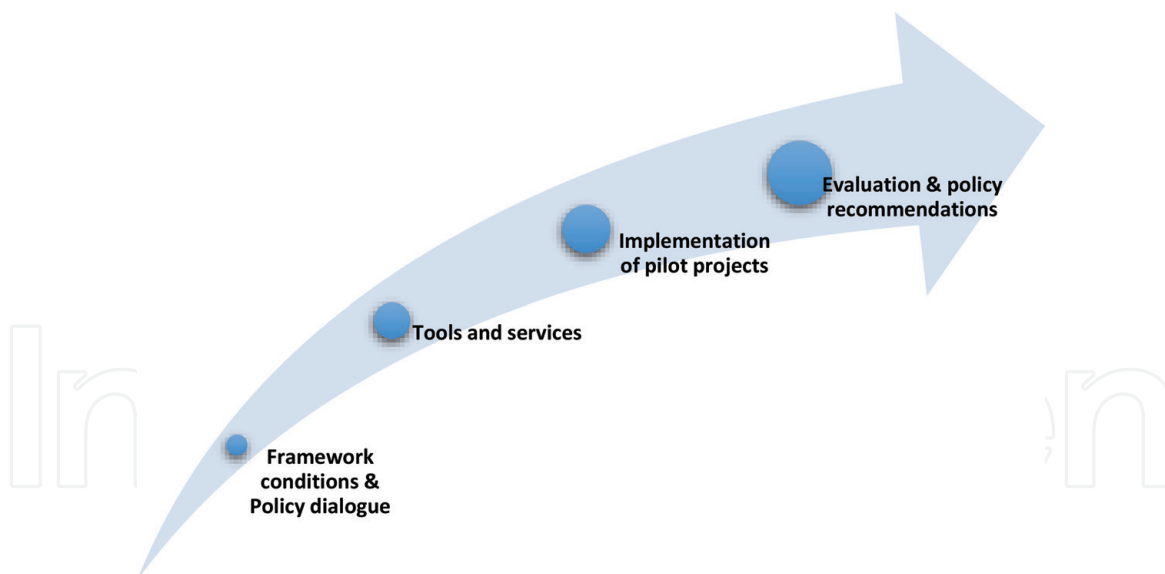 Framework
conditions &
Policy dialogue
Tools and services
Implementation
of pilot projects
Evaluation & policy
recommendations